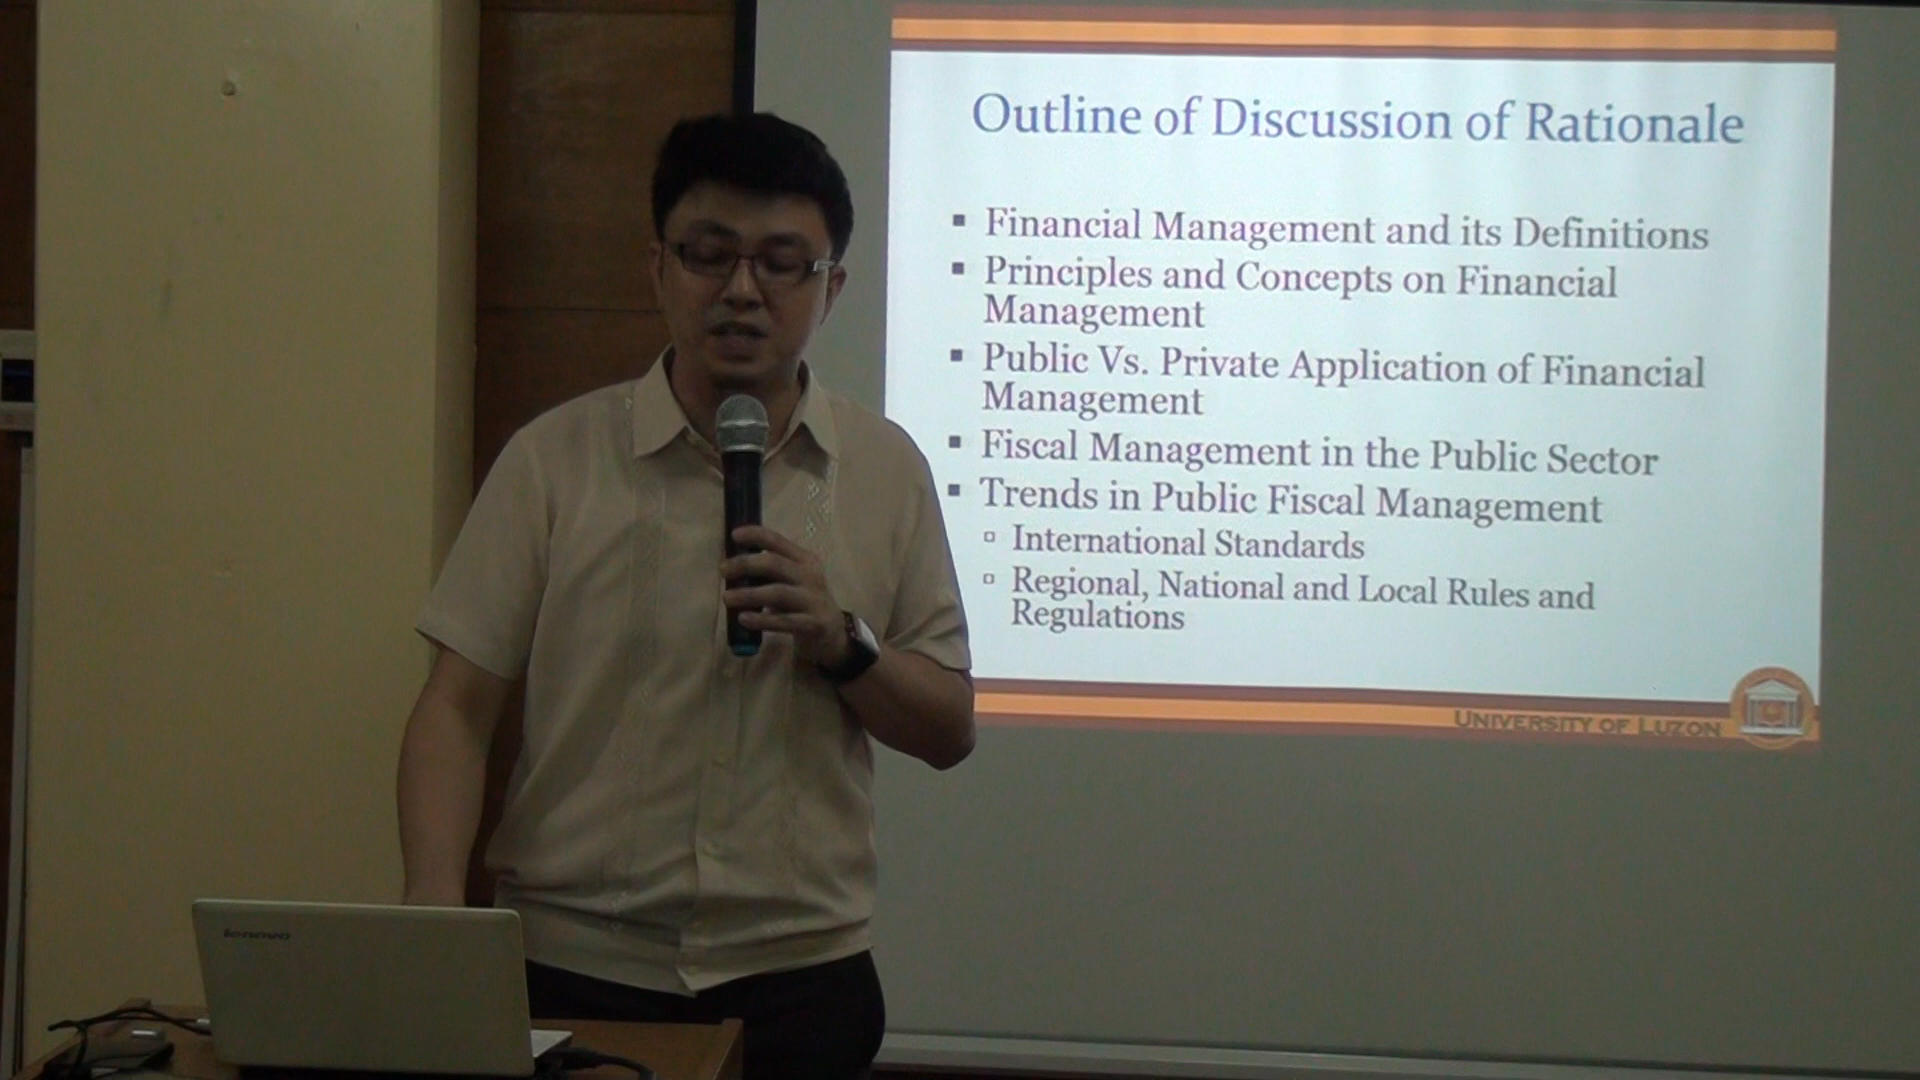 Outline of Discussion of Rationale
▪ Financial Management and its Definitions
▪ Principles and Concepts on Financial
Management
▪ Public Vs. Private Application of Financial
Management
▪ Fiscal Management in the Public Sector
▪ Trends in Public Fiscal Management
▫ International Standards
▫ Regional, National and Local Rules and
Regulations
UNIVERSITY OF LUZON
lenovo